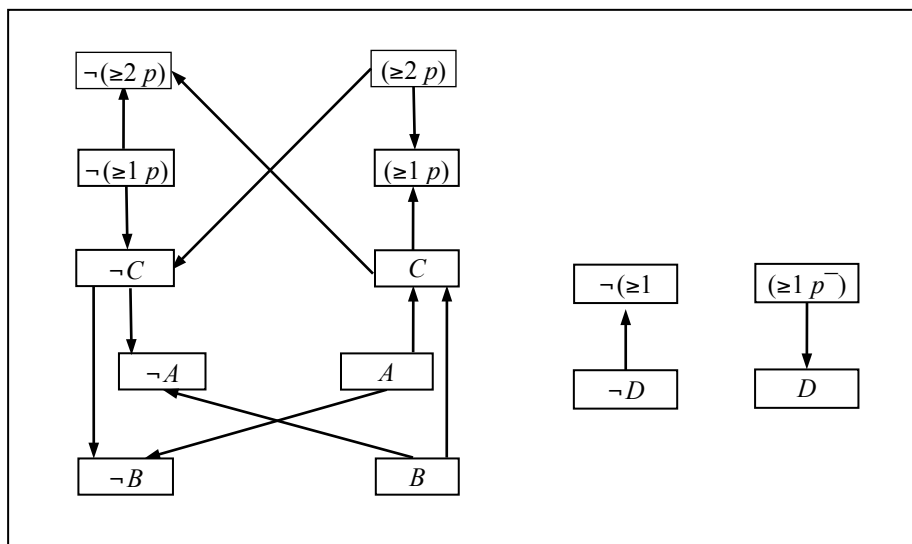 ¬(≥2 p)
(≥2 p)
¬(≥1 p)
(≥1 p)
¬C
C
¬(≥1
(≥1 p⁻)
¬A
A
¬D
D
¬B
B